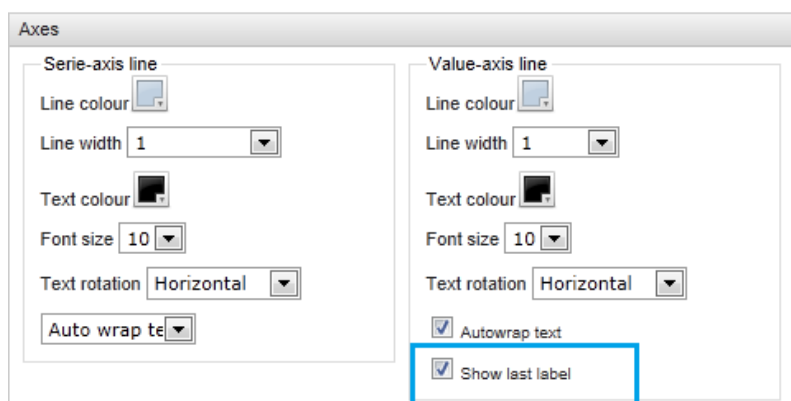 Axes
Serie-axis line
Line colour
Line width 1
Text colour
Font size 10
Text rotation Horizontal
Auto wrap te
Value-axis line
Line colour
Line width 1
Text colour
Font size 10
Text rotation Horizontal
Autowrap text
Show last label